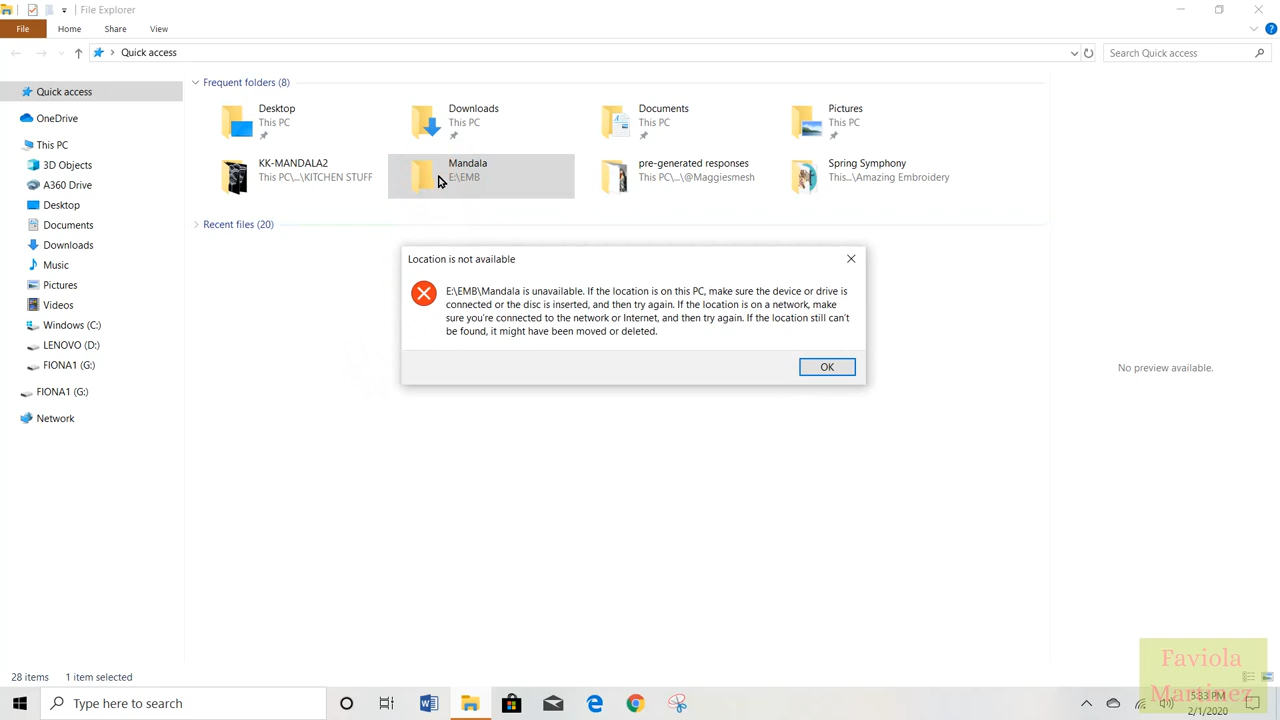 File Explorer
File Home Share View
Quick access
Search Quick access
Quick access
OneDrive
This PC
3D Objects
A360 Drive
Desktop
Documents
Downloads
Music
Pictures
Videos
Windows (C:)
LENOVO (D:)
FIONA1 (G:)
FIONA1 (G:)
Network
Frequent folders (8)
Desktop
This PC
Downloads
This PC
Documents
This PC
Pictures
This PC
KK-MANDALA2
This PC\...\KITCHEN STUFF
Mandala
E:\EMB
pre-generated responses
This PC\...\@Maggiesmesh
Spring Symphony
This...\Amazing Embroidery
Recent files (20)
Location is not available
E:\EMB\Mandala is unavailable. If the location is on this PC, make sure the device or drive is
connected or the disc is inserted, and then try again. If the location is on a network, make
sure you're connected to the network or Internet, and then try again. If the location still can't
be found, it might have been moved or deleted.
OK
No preview available.
28 items 1 item selected
Faviola
Martinez
Type here to search
5:33 PM
2/1/2020